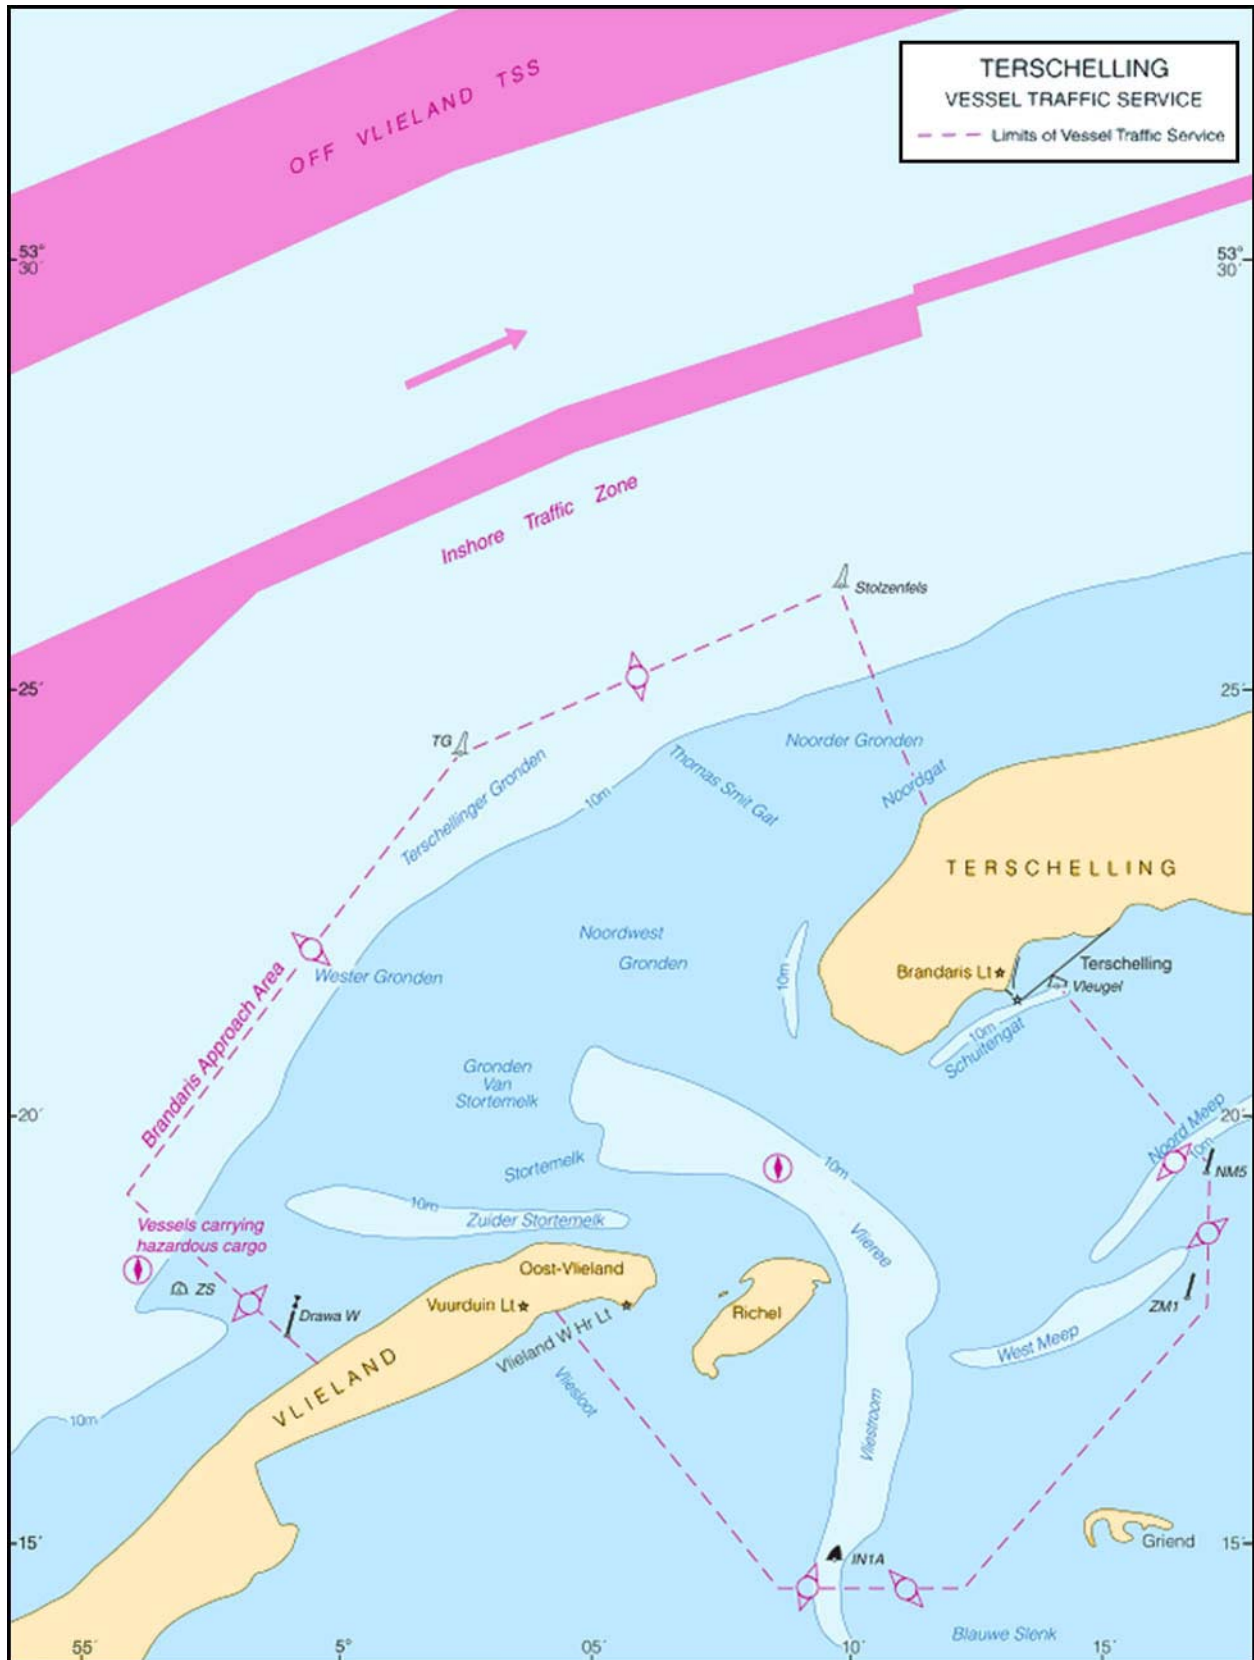 TERSCHELLING
VESSEL TRAFFIC SERVICE
Limits of Vessel Traffic Service
OFF VLIELAND TSS
53°
30´
53°
30´
Inshore Traffic Zone
Stolzenfels
25´
25´
TG
Terschellinger Gronden
10m
Thomas Smit Gat
Noorder Gronden
Noordgat
TERSCHELLING
Noordwest
Gronden
Wester Gronden
10m
Brandaris Lt
Terschelling
Vleugel
10m
Schuitengat
Brandaris Approach Area
Gronden
Van
Stortemelk
20´
20´
Noord Meep
10m
NM5
Stortemelk
10m
10m
Zuider Stortemelk
Vlieree
Vessels carrying
hazardous cargo
ZS
Drawa W
Oost-Vlieland
Vuurduin Lt
Vlieland W Hr Lt
Richel
ZM1
West Meep
VLIELAND
Vliesloot
Vliestroom
10m
15´
15´
IN1A
Griend
Blauwe Slenk
55´
5°
05´
10´
15´